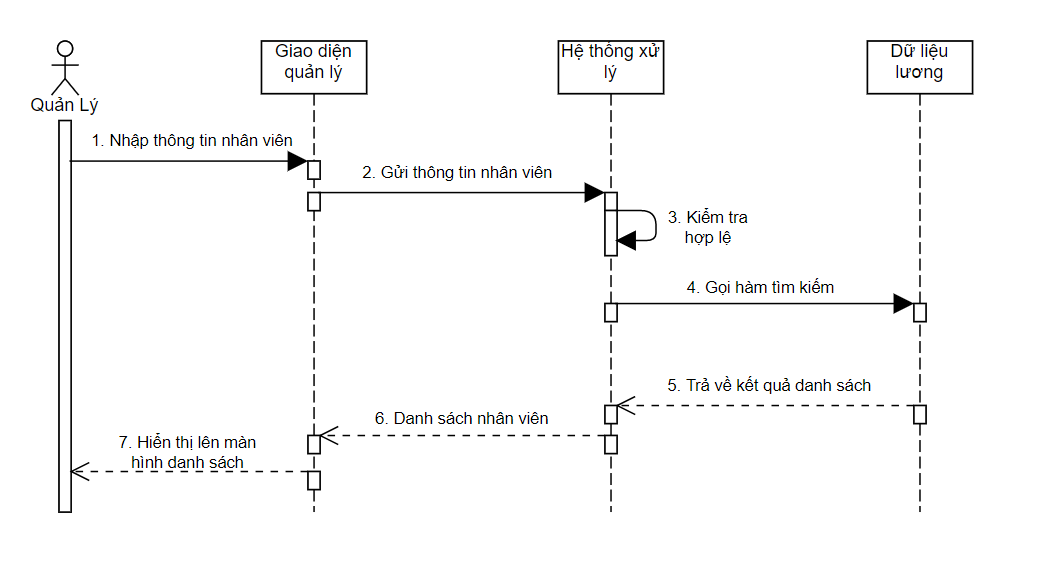 Quản Lý
Giao diện
quản lý
Hệ thống xử
lý
Dữ liệu
lương
1. Nhập thông tin nhân viên
2. Gửi thông tin nhân viên
3. Kiểm tra
hợp lệ
4. Gọi hàm tìm kiếm
5. Trả về kết quả danh sách
6. Danh sách nhân viên
7. Hiển thị lên màn
hình danh sách